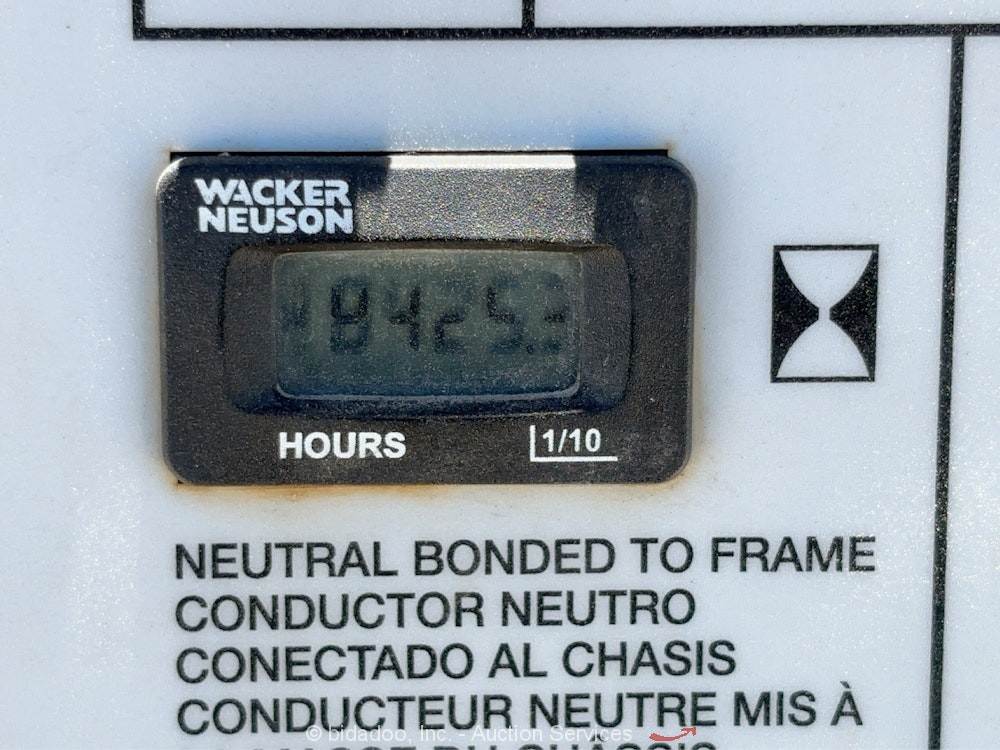 WACKER
NEUSON
8425
HOURS
1/10
NEUTRAL BONDED TO FRAME
CONDUCTOR NEUTRO
CONECTADO AL CHASIS
CONDUCTEUR NEUTRE MIS À
© bidadoo, Inc. - Auction Services